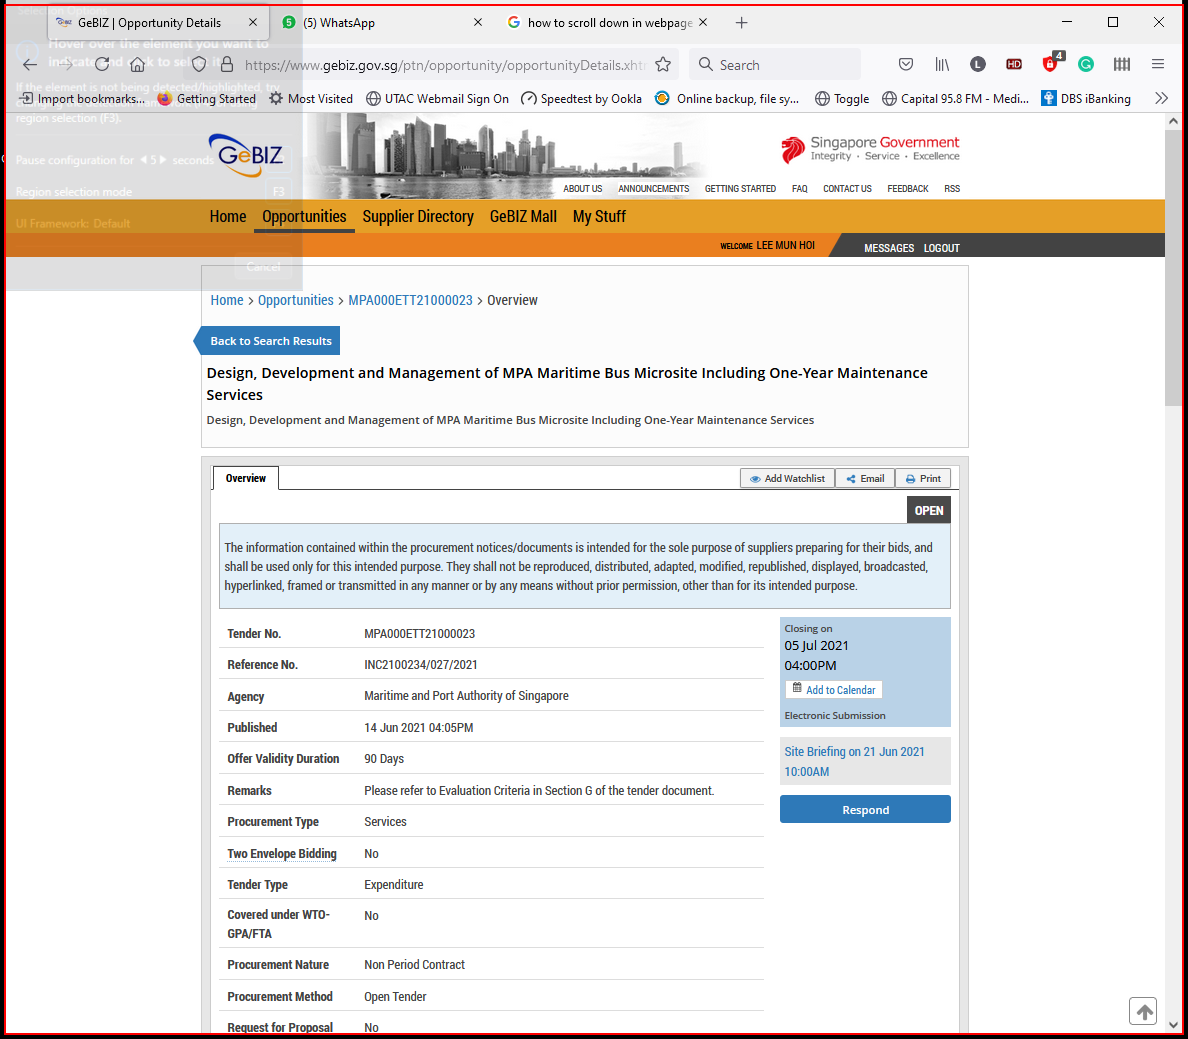 GeBIZ | Opportunity Details
5 (5) WhatsApp
how to scroll down in webpage
Selection Options
Hover over the element you want to
indicate and click to select it
https://www.gebiz.gov.sg/ptn/opportunity/opportunityDetails.xhtm
Search
HD
4
If the element is not being detected/highlighted, try
Import bookmarks...
Getting Started
Most Visited
UTAC Webmail Sign On
Speedtest by Ookla
Online backup, file sy...
Toggle
Capital 95.8 FM - Medi...
DBS iBanking
region selection (F3).
Pause configuration for 5 seconds
Region selection mode F3
UI Framework: Default
Cancel
GeBIZ
Singapore Government
Integrity · Service · Excellence
ABOUT US ANNOUNCEMENTS GETTING STARTED FAQ CONTACT US FEEDBACK RSS
Home Opportunities Supplier Directory GeBIZ Mall My Stuff
WELCOME LEE MUN HOI MESSAGES LOGOUT
Home > Opportunities > MPA000ETT21000023 > Overview
Back to Search Results
Design, Development and Management of MPA Maritime Bus Microsite Including One-Year Maintenance
Services
Design, Development and Management of MPA Maritime Bus Microsite Including One-Year Maintenance Services
Overview
Add Watchlist Email Print
OPEN
The information contained within the procurement notices/documents is intended for the sole purpose of suppliers preparing for their bids, and
shall be used only for this intended purpose. They shall not be reproduced, distributed, adapted, modified, republished, displayed, broadcasted,
hyperlinked, framed or transmitted in any manner or by any means without prior permission, other than for its intended purpose.
Tender No. MPA000ETT21000023
Reference No. INC2100234/027/2021
Agency Maritime and Port Authority of Singapore
Published 14 Jun 2021 04:05PM
Offer Validity Duration 90 Days
Remarks Please refer to Evaluation Criteria in Section G of the tender document.
Procurement Type Services
Two Envelope Bidding No
Tender Type Expenditure
Covered under WTO- No
GPA/FTA
Procurement Nature Non Period Contract
Procurement Method Open Tender
Request for Proposal No
Closing on
05 Jul 2021
04:00PM
Add to Calendar
Electronic Submission
Site Briefing on 21 Jun 2021
10:00AM
Respond